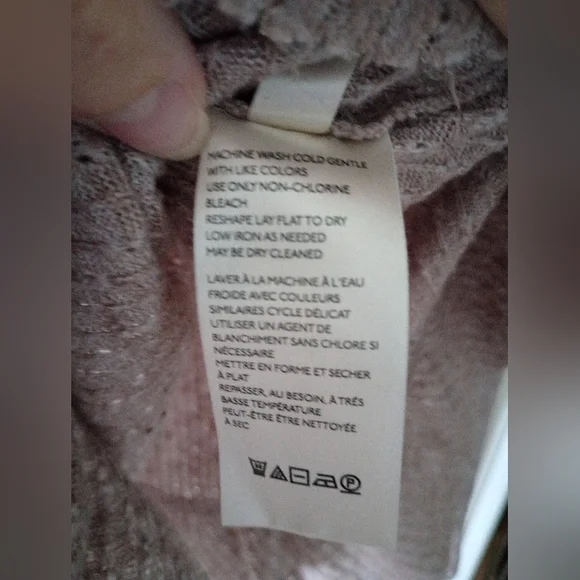 MACHINE WASH COLD GENTLE
WITH LIKE COLORS
USE ONLY NON-CHLORINE
BLEACH
RESHAPE LAY FLAT TO DRY
LOW IRON AS NEEDED
MAY BE DRY CLEANED
LAVER À LA MACHINE À L'EAU
FROIDE AVEC COULEURS
SIMILAIRES CYCLE DÉLICAT
UTILISER UN AGENT DE
BLANCHIMENT SANS CHLORE SI
NÉCESSAIRE
METTRE EN FORME ET SECHER
À PLAT
REPASSER, AU BESOIN, À TRÉS
BASSE TEMPÉRATURE
PEUT-ÊTRE ÊTRE NETTOYÉE
À SEC
P